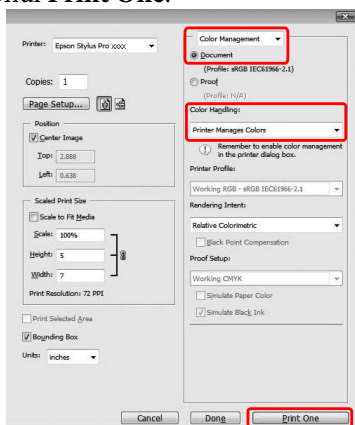 Print One.
Printer: Epson Stylus Pro xxxx
Copies: 1
Page Setup...
Position
Center Image
Top: 2.888
Left: 0.638
Scaled Print Size
Scale to Fit Media
Scale: 100%
Height: 5
Width: 7
Print Resolution: 72 PPI
Print Selected Area
Bounding Box
Units: inches
Color Management
Document
(Profile: sRGB IEC61966-2.1)
Proof
(Profile: N/A)
Color Handling:
Printer Manages Colors
Remember to enable color management
in the printer dialog box.
Printer Profile:
Working RGB - sRGB IEC61966-2.1
Rendering Intent:
Relative Colorimetric
Black Point Compensation
Proof Setup:
Working CMYK
Simulate Paper Color
Simulate Black Ink
Cancel
Done
Print One